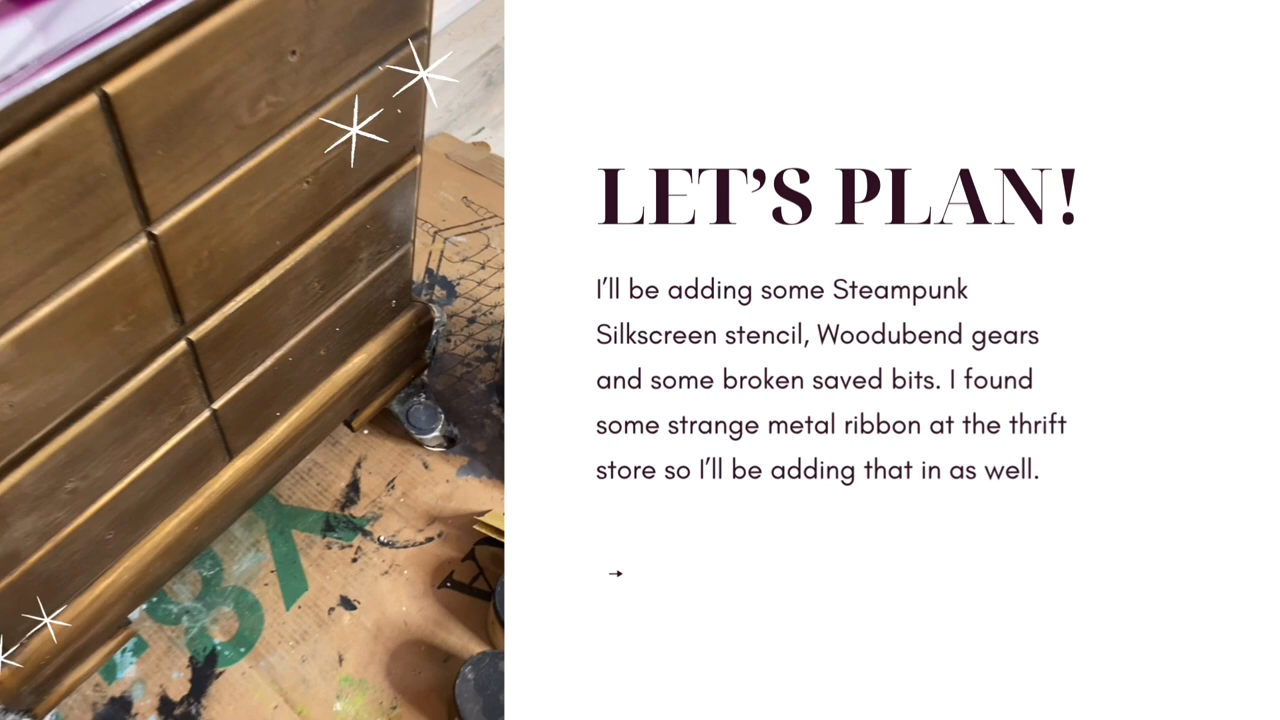 LET'S PLAN!
I'll be adding some Steampunk
Silkscreen stencil, Woodubend gears
and some broken saved bits. I found
some strange metal ribbon at the thrift
store so I'll be adding that in as well.